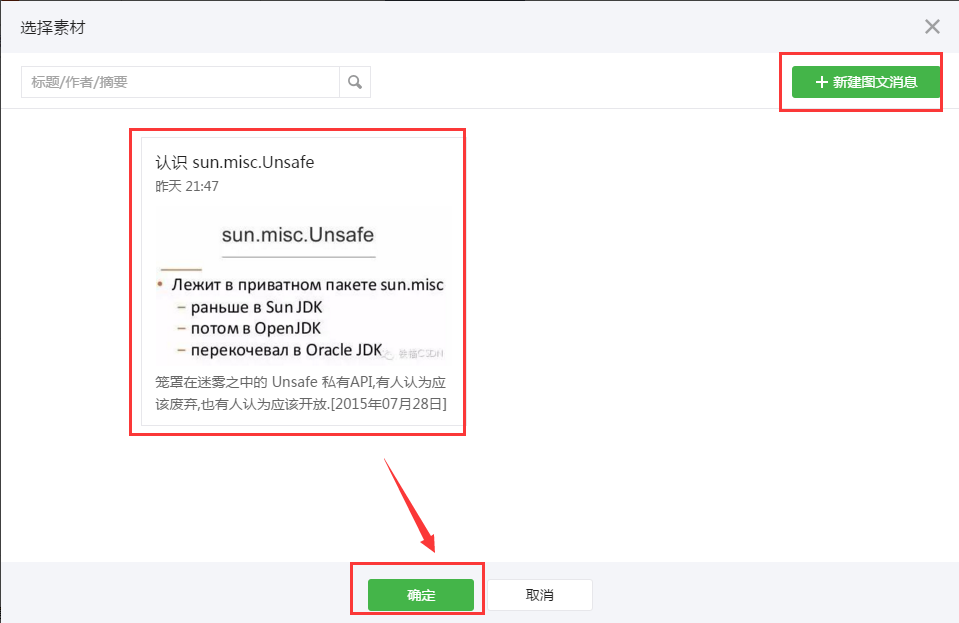 选择素材
标题/作者/摘要
新建图文消息
认识 sun.misc.Unsafe
昨天 21:47
sun.misc.Unsafe
• Лежит в приватном пакете sun.misc
– раньше в Sun JDK
– потом в OpenJDK
– перекочевал в Oracle JDK
笼罩在迷雾之中的 Unsafe 私有API,有人认为应
该废弃,也有人认为应该开放.[2015年07月28日]
确定
取消